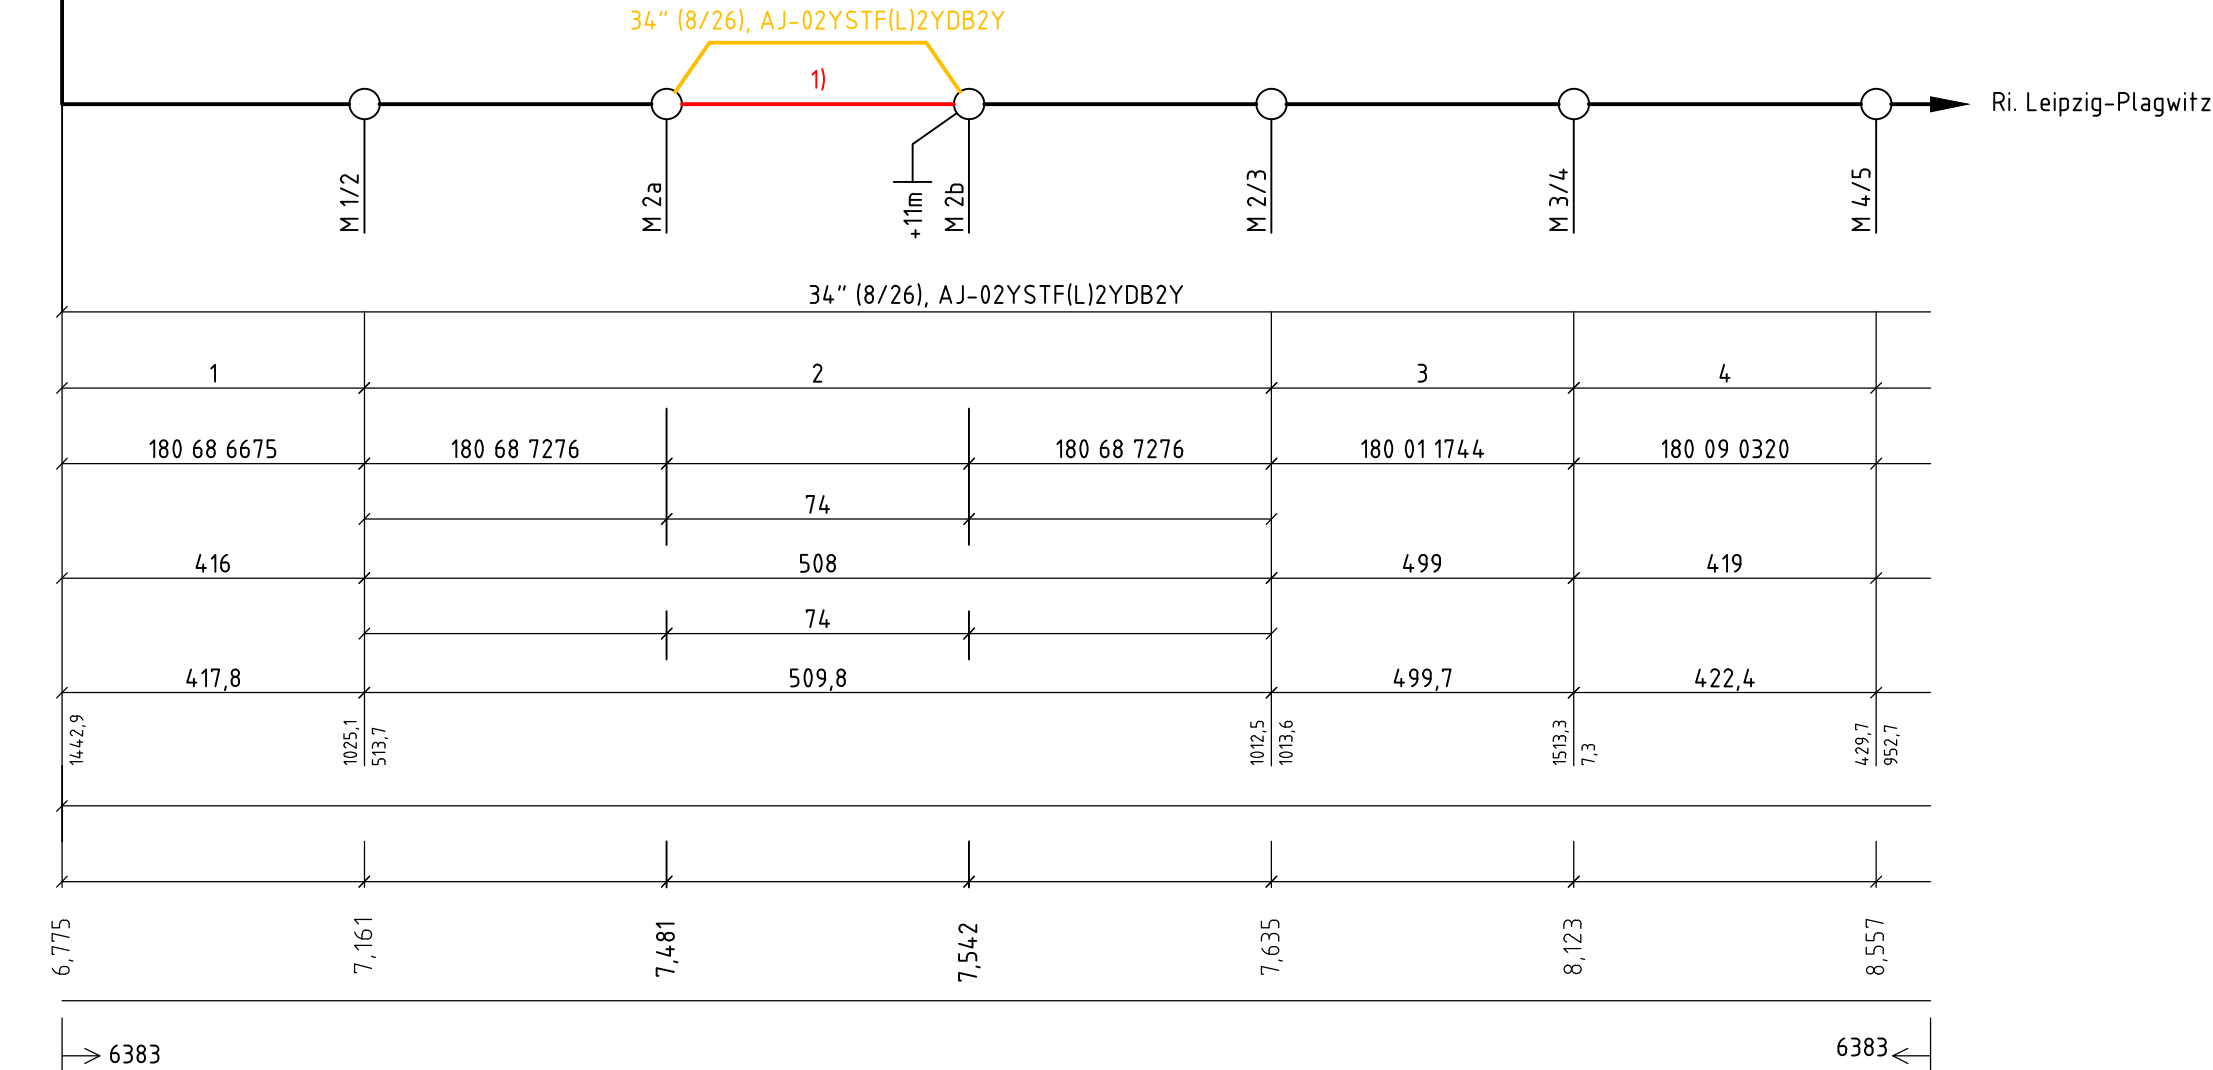 34" (8/26), AJ-02YSTF(L)2YDB2Y
1)
Ri. Leipzig-Plagwitz
M 1/2
M 2a
+11m
M 2b
M 2/3
M 3/4
M 4/5
34" (8/26), AJ-02YSTF(L)2YDB2Y
1 2 3 4
180 68 6675 180 68 7276 180 68 7276 180 01 1744 180 09 0320
74
416 508 499 419
74
417,8 509,8 499,7 422,4
1442,9
1025,1
513,7
1012,5
1013,6
1513,3
7,3
429,7
952,7
6,775
7,161
7,481
7,542
7,635
8,123
8,557
6383 6383